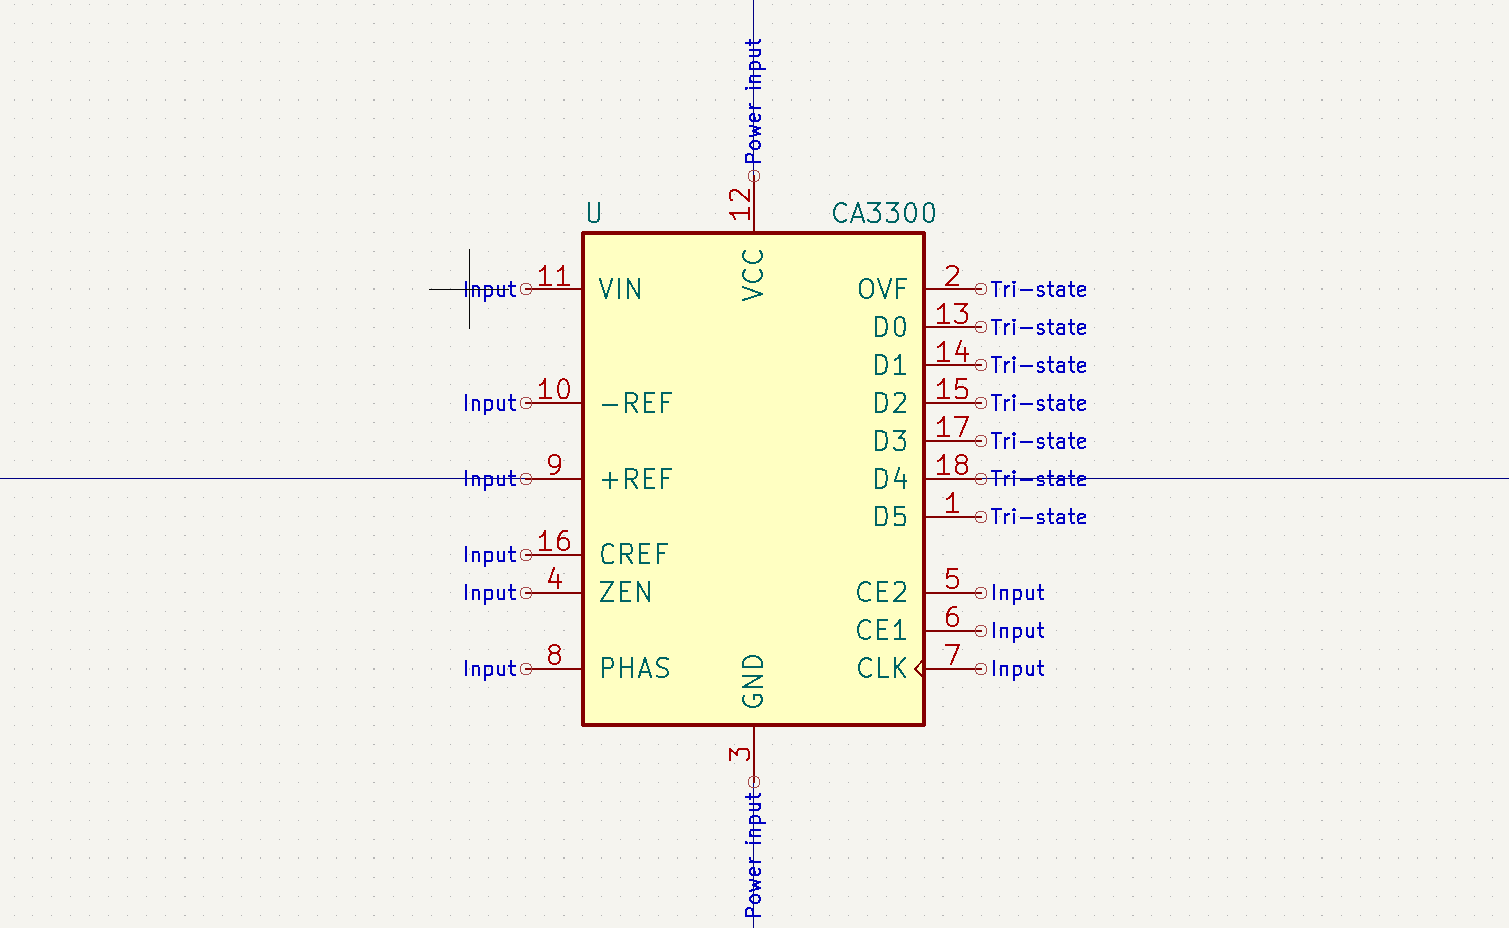 Power input
12
U CA3300
VCC
Input 11 VIN OVF 2 Tri-state
D0 13 Tri-state
D1 14 Tri-state
Input 10 -REF D2 15 Tri-state
D3 17 Tri-state
Input 9 +REF D4 18 Tri-state
D5 1 Tri-state
Input 16 CREF
Input 4 ZEN CE2 5 Input
CE1 6 Input
Input 8 PHAS CLK 7 Input
GND
3
Power input